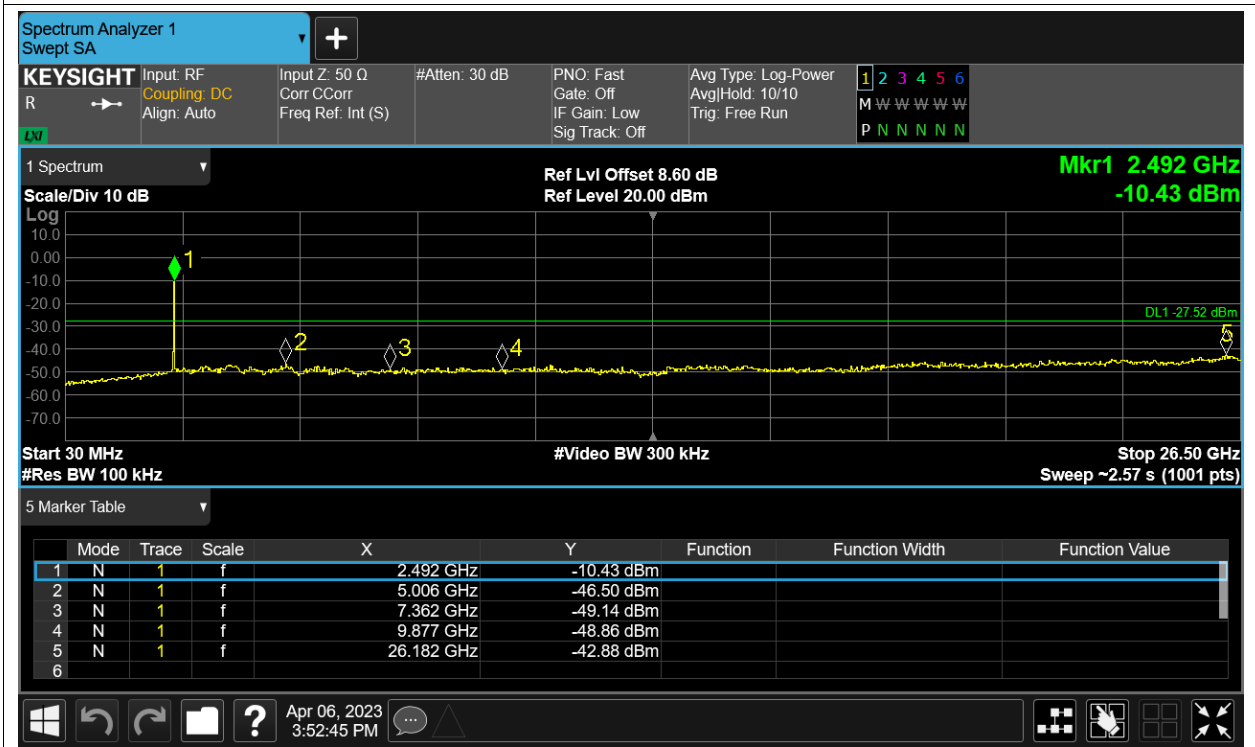 Spectrum Analyzer 1
Swept SA
KEYSIGHT Input: RF Input Z: 50 Ω #Atten: 30 dB PNO: Fast Avg Type: Log-Power 1 2 3 4 5 6
R Coupling: DC Corr CCorr Gate: Off Avg|Hold: 10/10 M W W W W W
Align: Auto Freq Ref: Int (S) IF Gain: Low Trig: Free Run
LXI Sig Track: Off P N N N N N
1 Spectrum Ref Lvl Offset 8.60 dB Mkr1 2.492 GHz
Scale/Div 10 dB Ref Level 20.00 dBm -10.43 dBm
Log
10.0
0.00 1
-10.0
-20.0
DL1 -27.52 dBm
-30.0
2 3 4 5
-40.0
-50.0
-60.0
-70.0
Start 30 MHz #Video BW 300 kHz Stop 26.50 GHz
#Res BW 100 kHz Sweep ~2.57 s (1001 pts)
5 Marker Table
Mode Trace Scale X Y Function Function Width Function Value
1 N 1 f 2.492 GHz -10.43 dBm
2 N 1 f 5.006 GHz -46.50 dBm
3 N 1 f 7.362 GHz -49.14 dBm
4 N 1 f 9.877 GHz -48.86 dBm
5 N 1 f 26.182 GHz -42.88 dBm
6
? Apr 06, 2023
3:52:45 PM